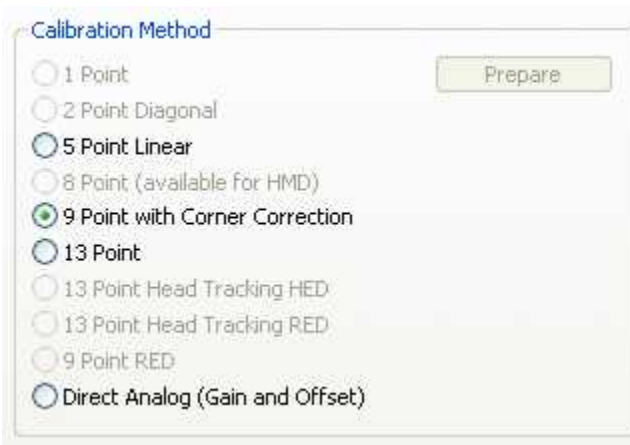 Calibration Method
1 Point
Prepare
2 Point Diagonal
5 Point Linear
8 Point (available for HMD)
9 Point with Corner Correction
13 Point
13 Point Head Tracking HED
13 Point Head Tracking RED
9 Point RED
Direct Analog (Gain and Offset)